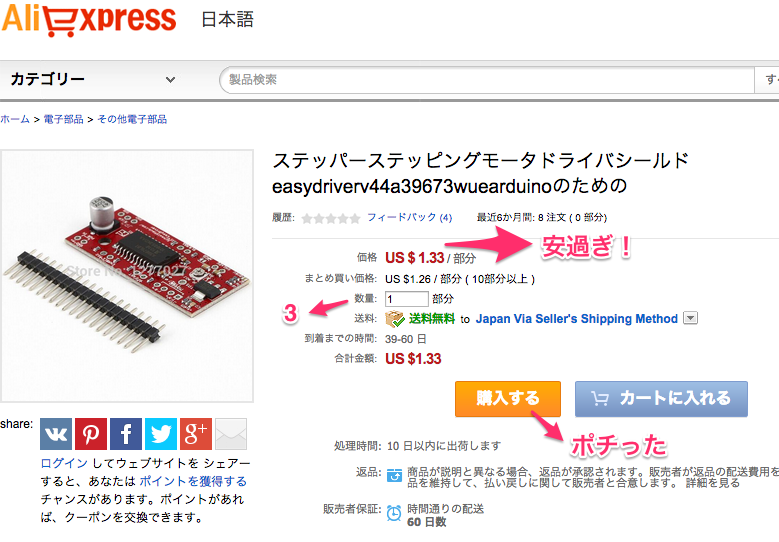 AliExpress 日本語
カテゴリー 製品検索
ホーム > 電子部品 > その他電子部品
ステッパーステッピングモータドライバシールド
easydriverv44a39673wuearduinoのための
履歴: フィードバック (4) 最近6か月間: 8 注文 ( 0 部分)
価格 US $ 1.33 / 部分 安過ぎ！
まとめ買い価格: US $1.26 / 部分 ( 10部分以上 )
3 数量: 1 部分
送料: 送料無料 to Japan Via Seller's Shipping Method
到着までの時間: 39-60 日
合計金額: US $1.33
購入する カートに入れる
ポチった
share:
処理時間: 10 日以内に出荷します
ログイン してウェブサイトを シェアー
すると、あなたは ポイントを獲得する
チャンスがあります。ポイントがあれ
ば、クーポンを交換できます。
返品: 商品が説明と異なる場合、返品が承認されます。販売者が返品の配送費用を
品を維持して、払い戻しに関して販売者と合意します。 詳細を見る
販売者保証: 時間通りの配送
60 日数